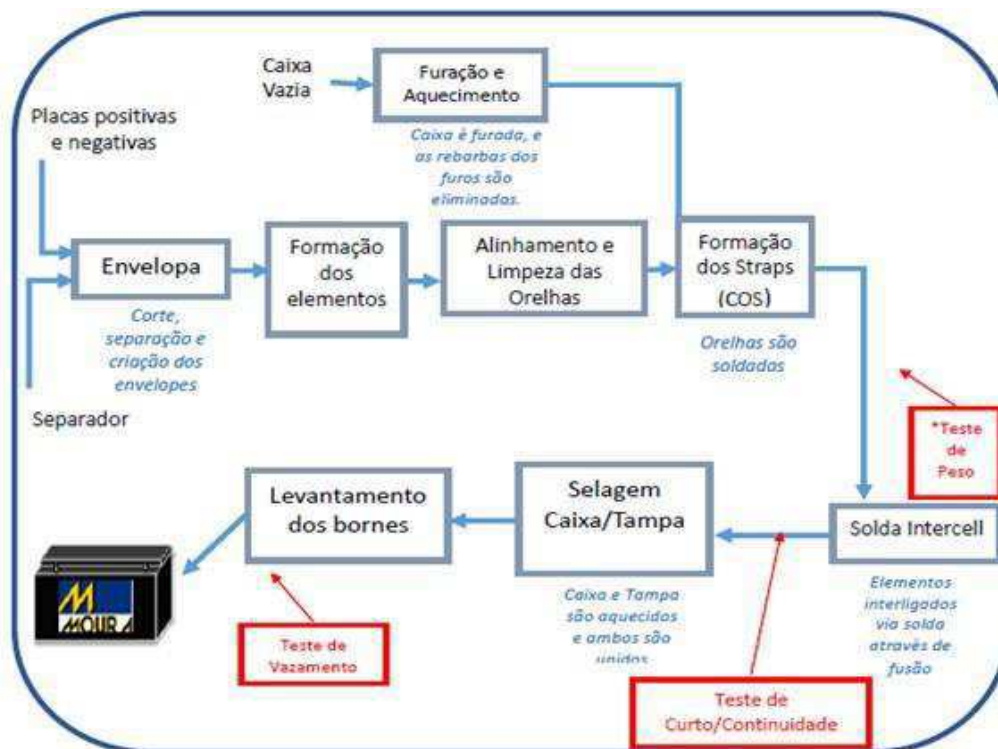 Caixa
Vazia
Furação e
Aquecimento
Caixa é furada, e
as rebarbas dos
furos são
eliminadas.
Placas positivas
e negativas
Envelopa
Corte,
separação e
criação dos
envelopes
Separador
Formação
dos
elementos
Alinhamento e
Limpeza das
Orelhas
Formação
dos Straps
(COS)
Orelhas são
soldadas
*Teste
de
Peso
Solda Intercell
Elementos
interligados
via solda
através de
fusão
Teste de
Curto/Continuidade
Selagem
Caixa/Tampa
Caixa e Tampa
são aquecidos
e ambos são
unidos
Levantamento
dos bornes
Teste de
Vazamento
M
MOURA